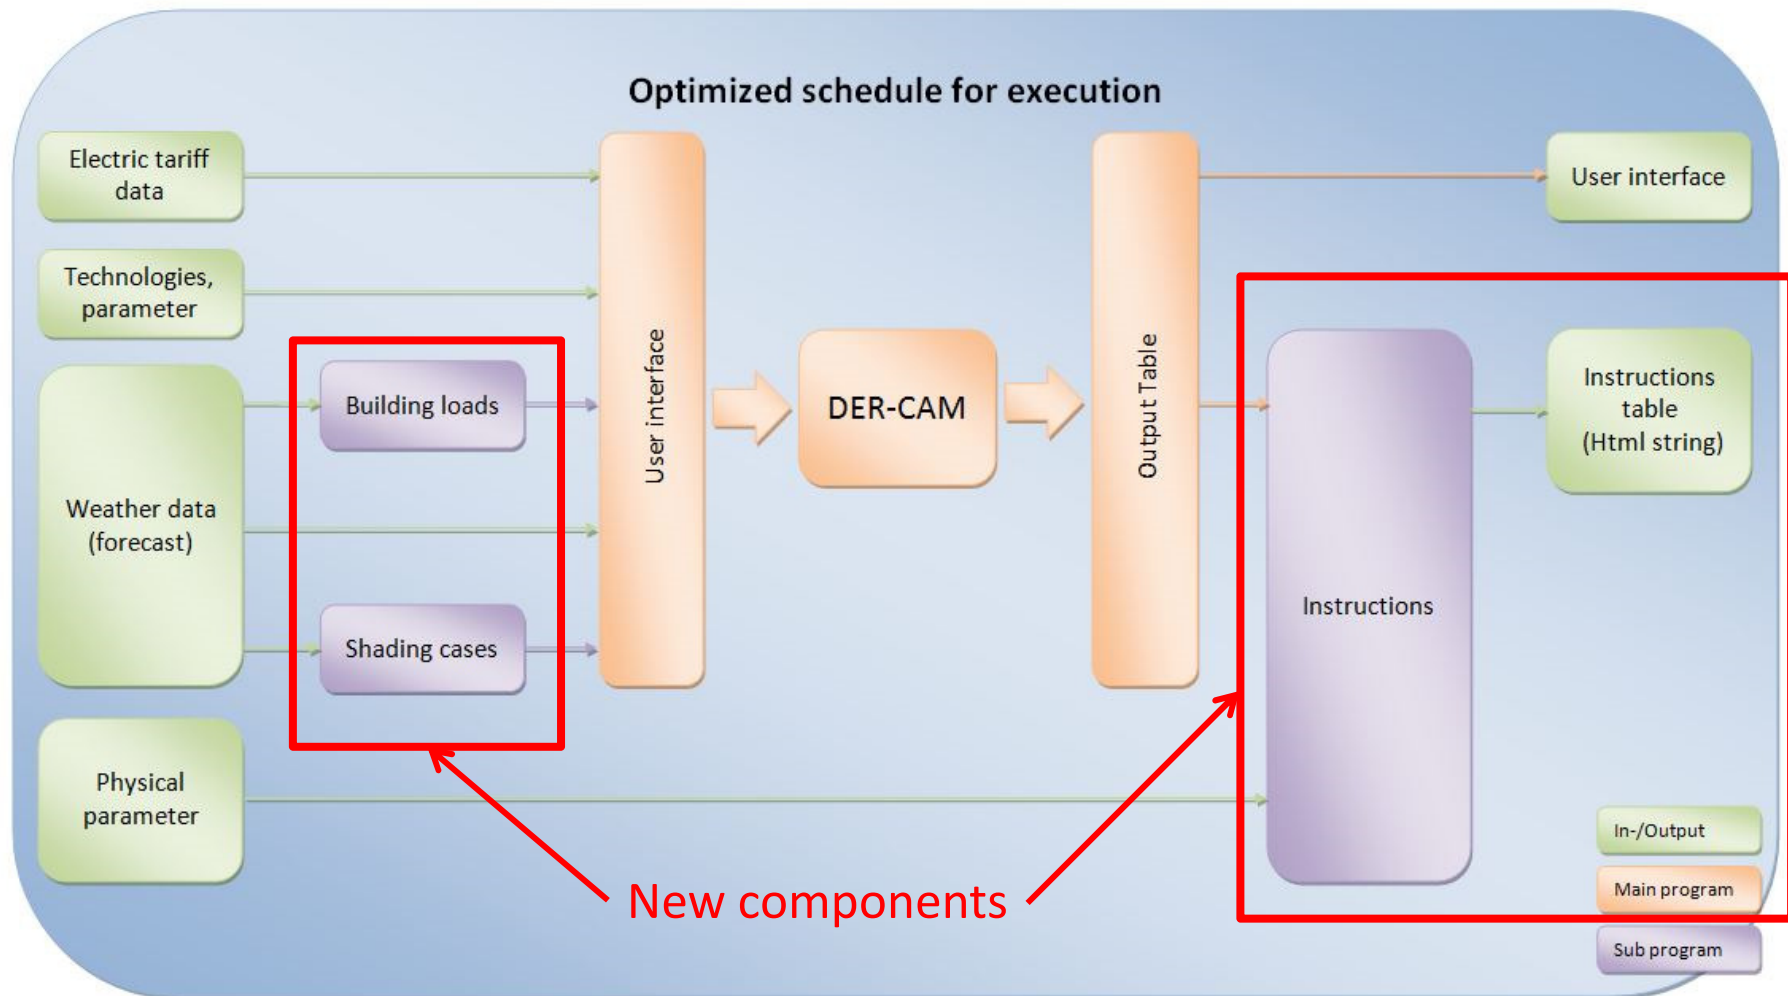 Optimized schedule for execution
Electric tariff
data
Technologies,
parameter
Weather data
(forecast)
Physical
parameter
Building loads
Shading cases
User interface
DER-CAM
Output Table
Instructions
User interface
Instructions
table
(Html string)
New components
In-/Output
Main program
Sub program